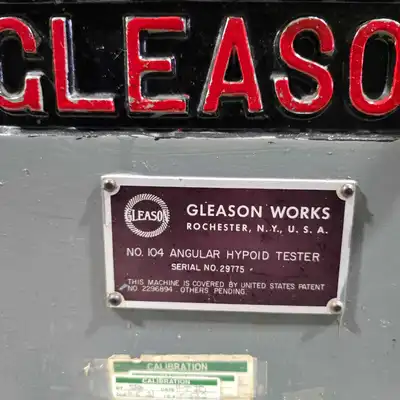 GLEASO
GLEASON
GLEASON WORKS
ROCHESTER, N.Y., U. S. A.
NO. 104 ANGULAR HYPOID TESTER
SERIAL NO. 29775
THIS MACHINE IS COVERED BY UNITED STATES PATENT
NO 2296894. OTHERS PENDING.
CALIBRATION
CALIBRATION